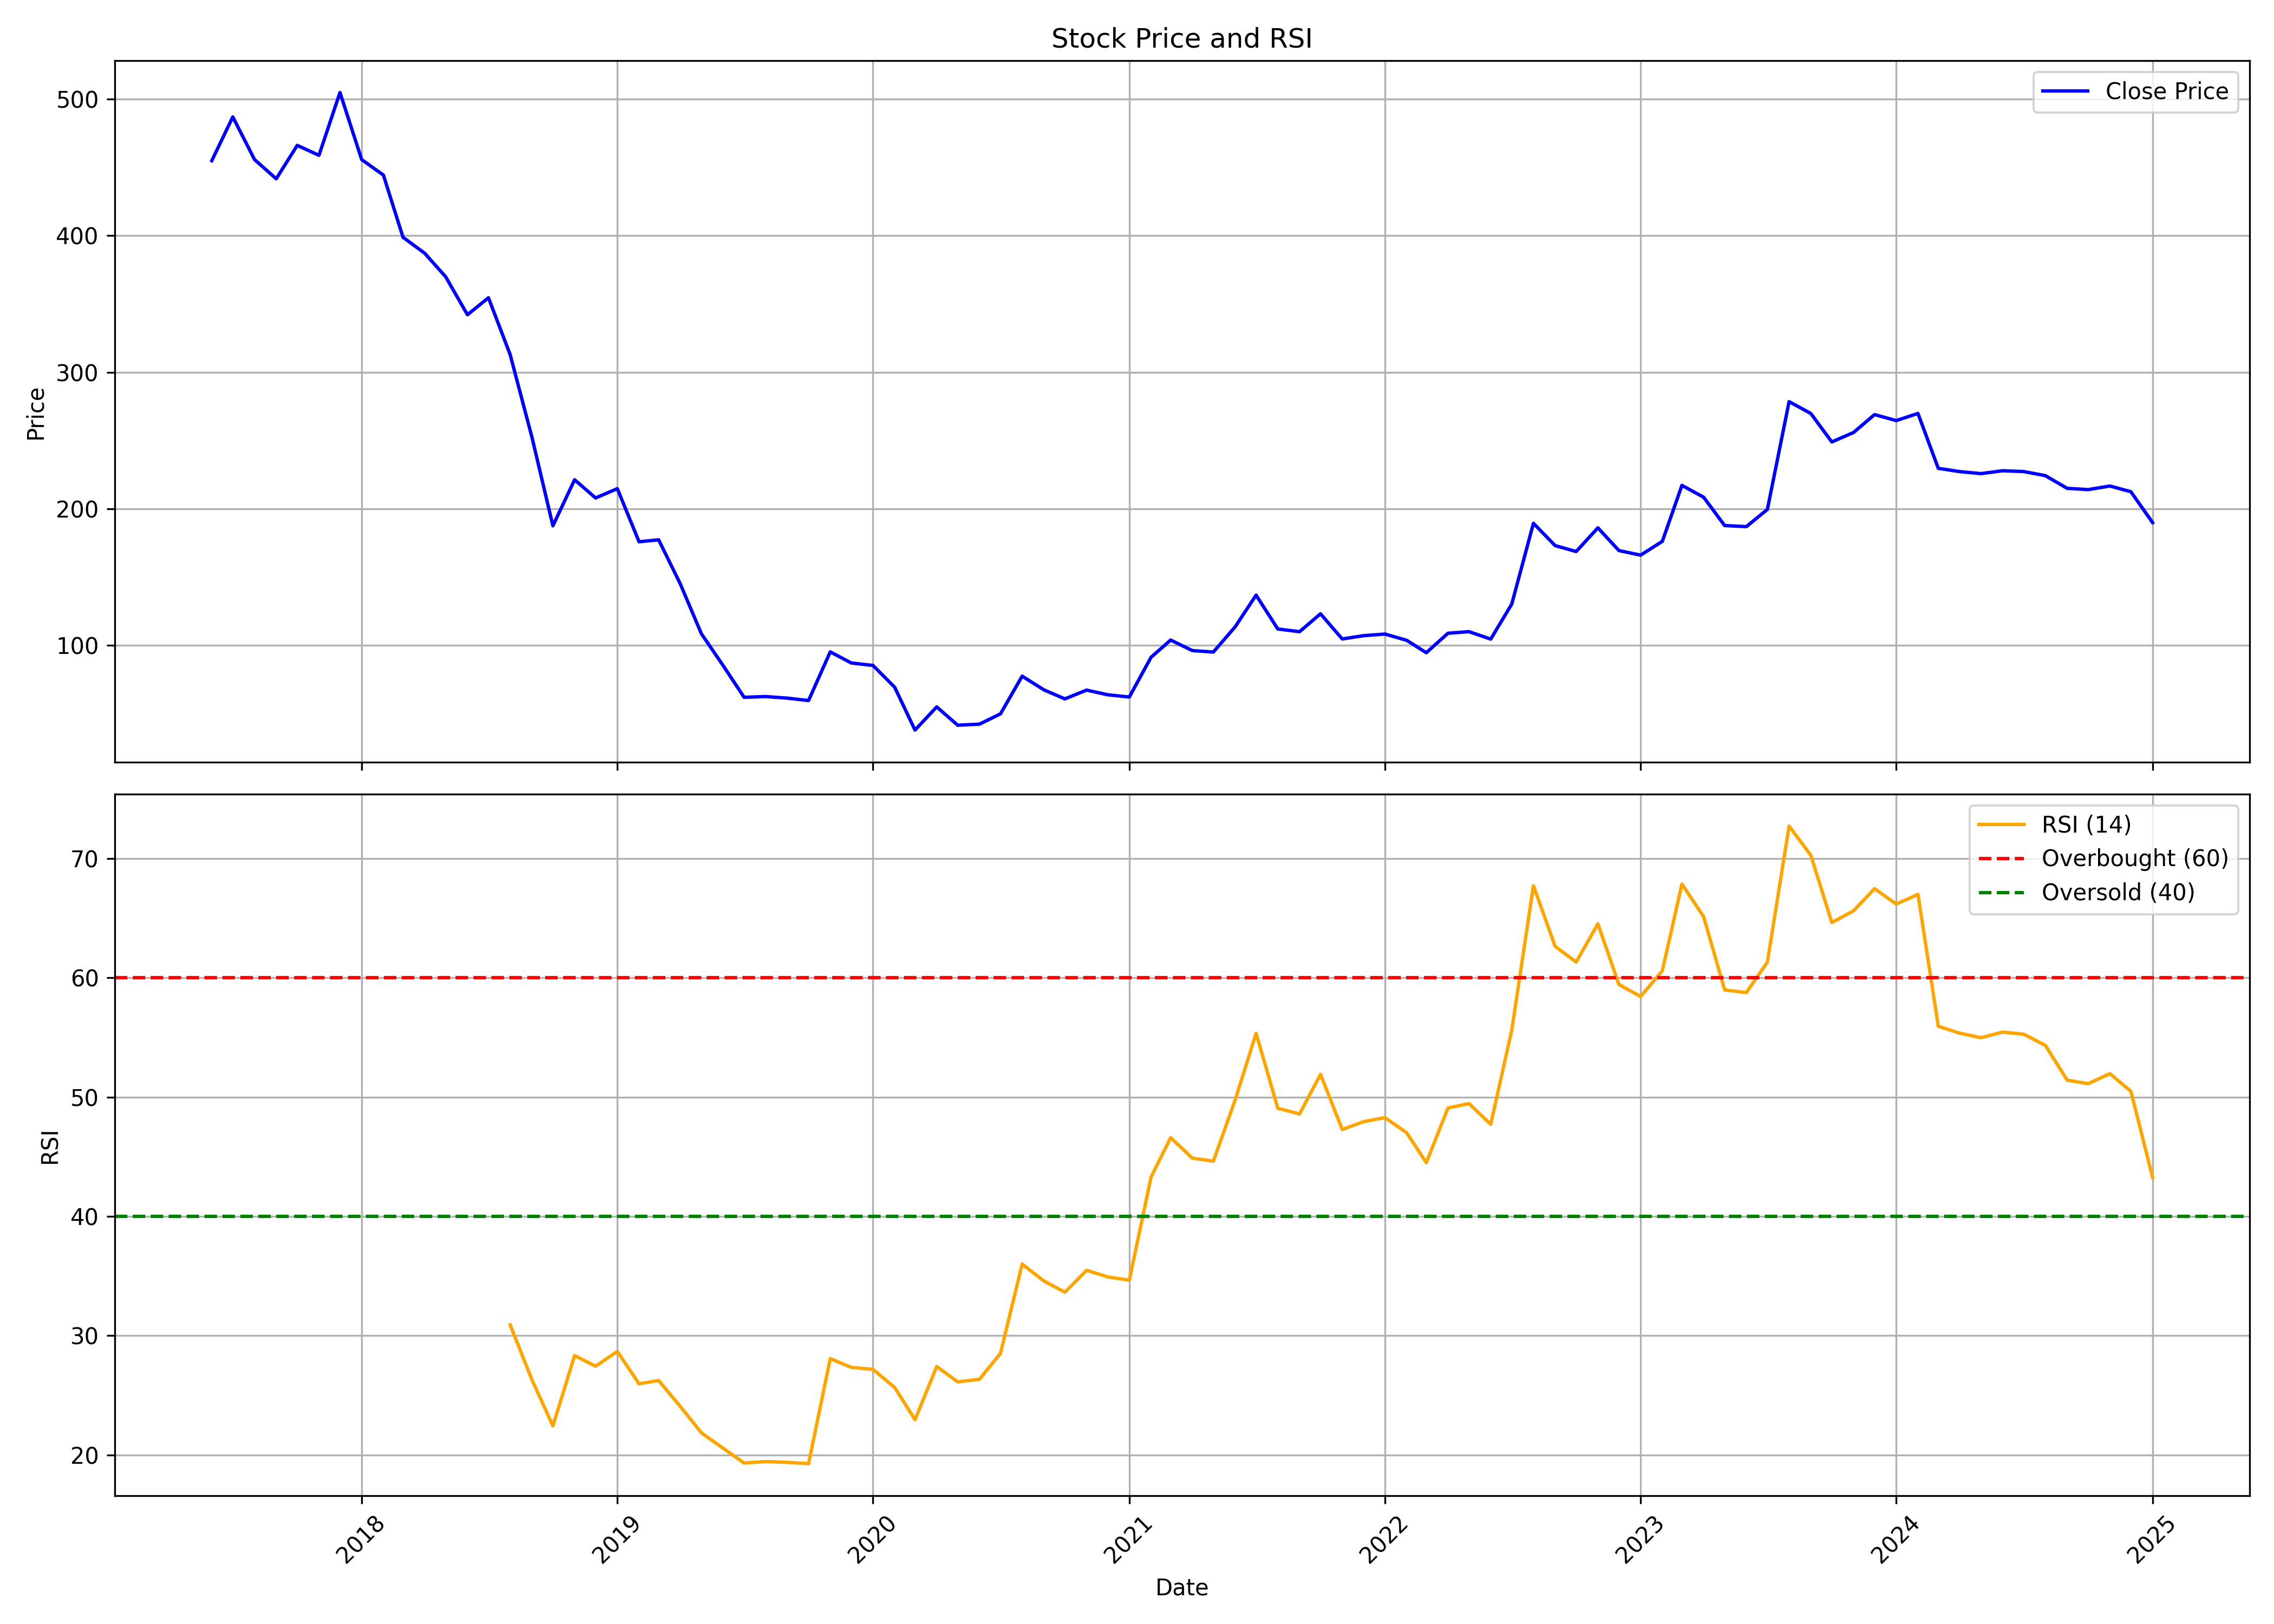 Stock Price and RSI
Close Price
500
400
300
200
100
Price
RSI (14)
Overbought (60)
Oversold (40)
70
60
50
40
30
20
RSI
2018
2019
2020
2021
2022
2023
2024
2025
Date